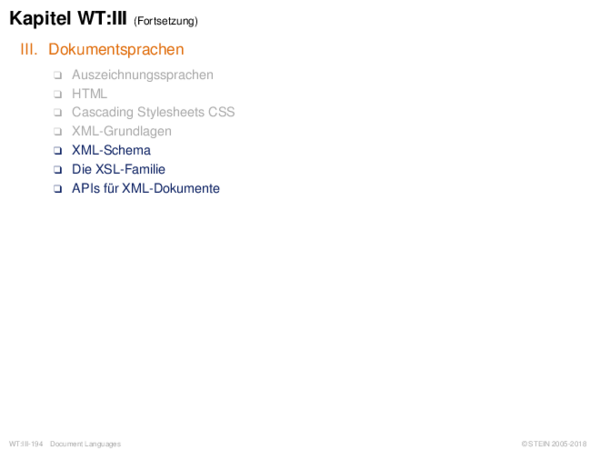 Kapitel WT:III (Fortsetzung)
III. Dokumentsprachen
❑ Auszeichnungssprachen
❑ HTML
❑ Cascading Stylesheets CSS
❑ XML-Grundlagen
❑ XML-Schema
❑ Die XSL-Familie
❑ APIs für XML-Dokumente
WT:III-194 Document Languages © STEIN 2005-2018